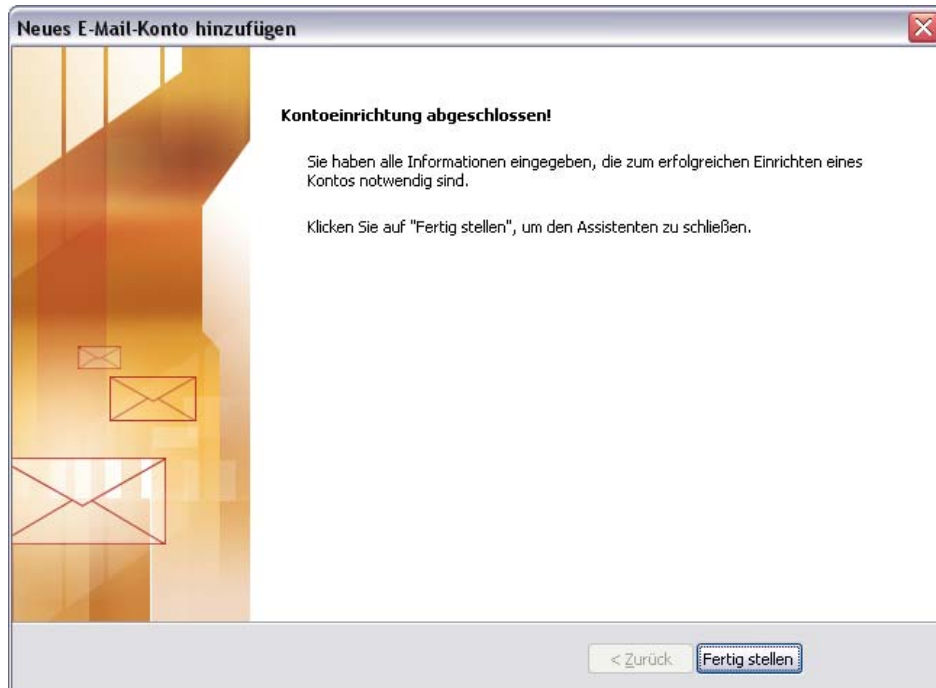 Neues E-Mail-Konto hinzufügen
Kontoeinrichtung abgeschlossen!
Sie haben alle Informationen eingegeben, die zum erfolgreichen Einrichten eines
Kontos notwendig sind.
Klicken Sie auf "Fertig stellen", um den Assistenten zu schließen.
< Zurück
Fertig stellen